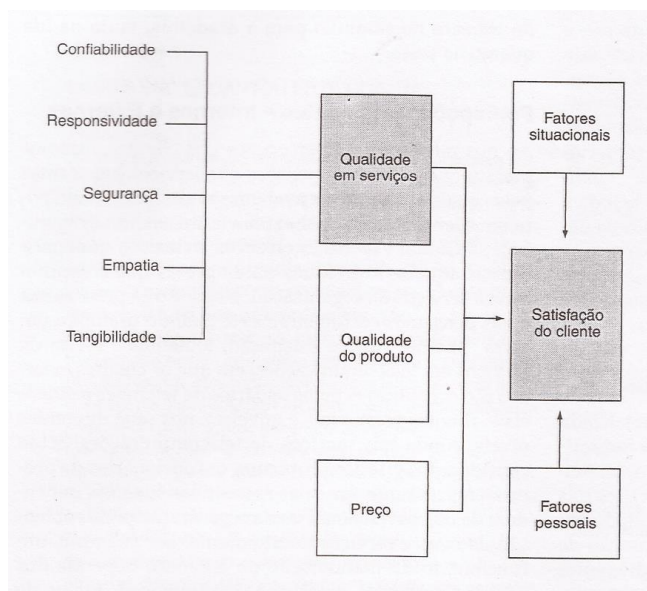 Confiabilidade
Responsividade
Segurança
Empatia
Tangibilidade
Qualidade
em serviços
Qualidade
do produto
Preço
Fatores
situacionais
Satisfação
do cliente
Fatores
pessoais